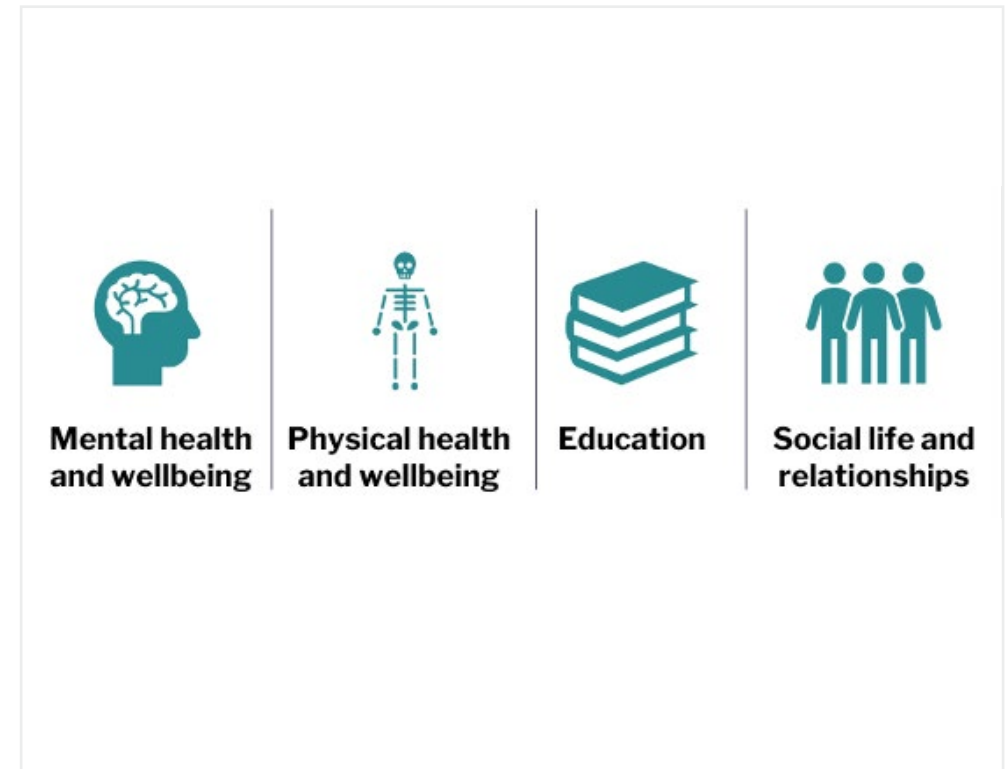 Mental health
and wellbeing
Physical health
and wellbeing
Education
Social life and
relationships